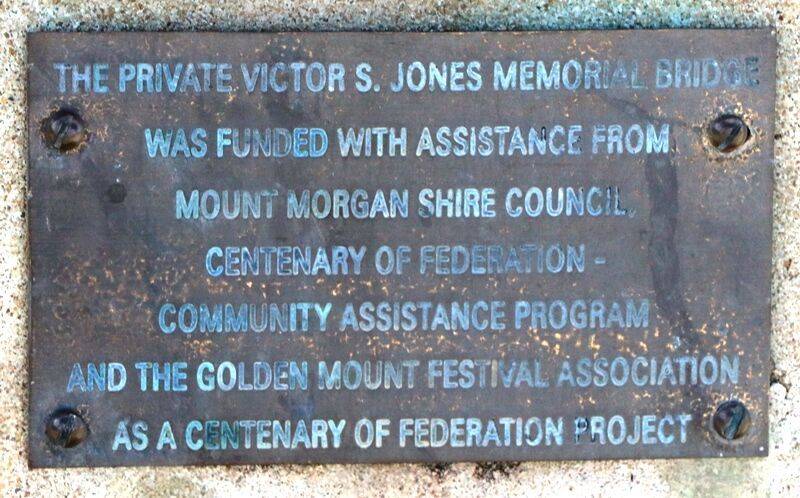 THE PRIVATE VICTOR S. JONES MEMORIAL BRIDGE
WAS FUNDED WITH ASSISTANCE FROM
MOUNT MORGAN SHIRE COUNCIL,
CENTENARY OF FEDERATION -
COMMUNITY ASSISTANCE PROGRAM
AND THE GOLDEN MOUNT FESTIVAL ASSOCIATION
AS A CENTENARY OF FEDERATION PROJECT